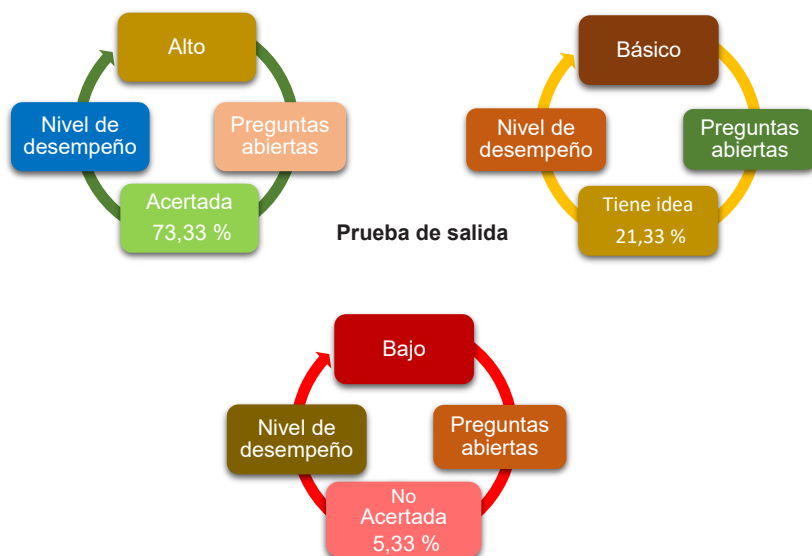 Alto
Nivel de
desempeño
Preguntas
abiertas
Acertada
73,33 %
Básico
Nivel de
desempeño
Preguntas
abiertas
Tiene idea
21,33 %
Prueba de salida
Bajo
Nivel de
desempeño
Preguntas
abiertas
No
Acertada
5,33 %